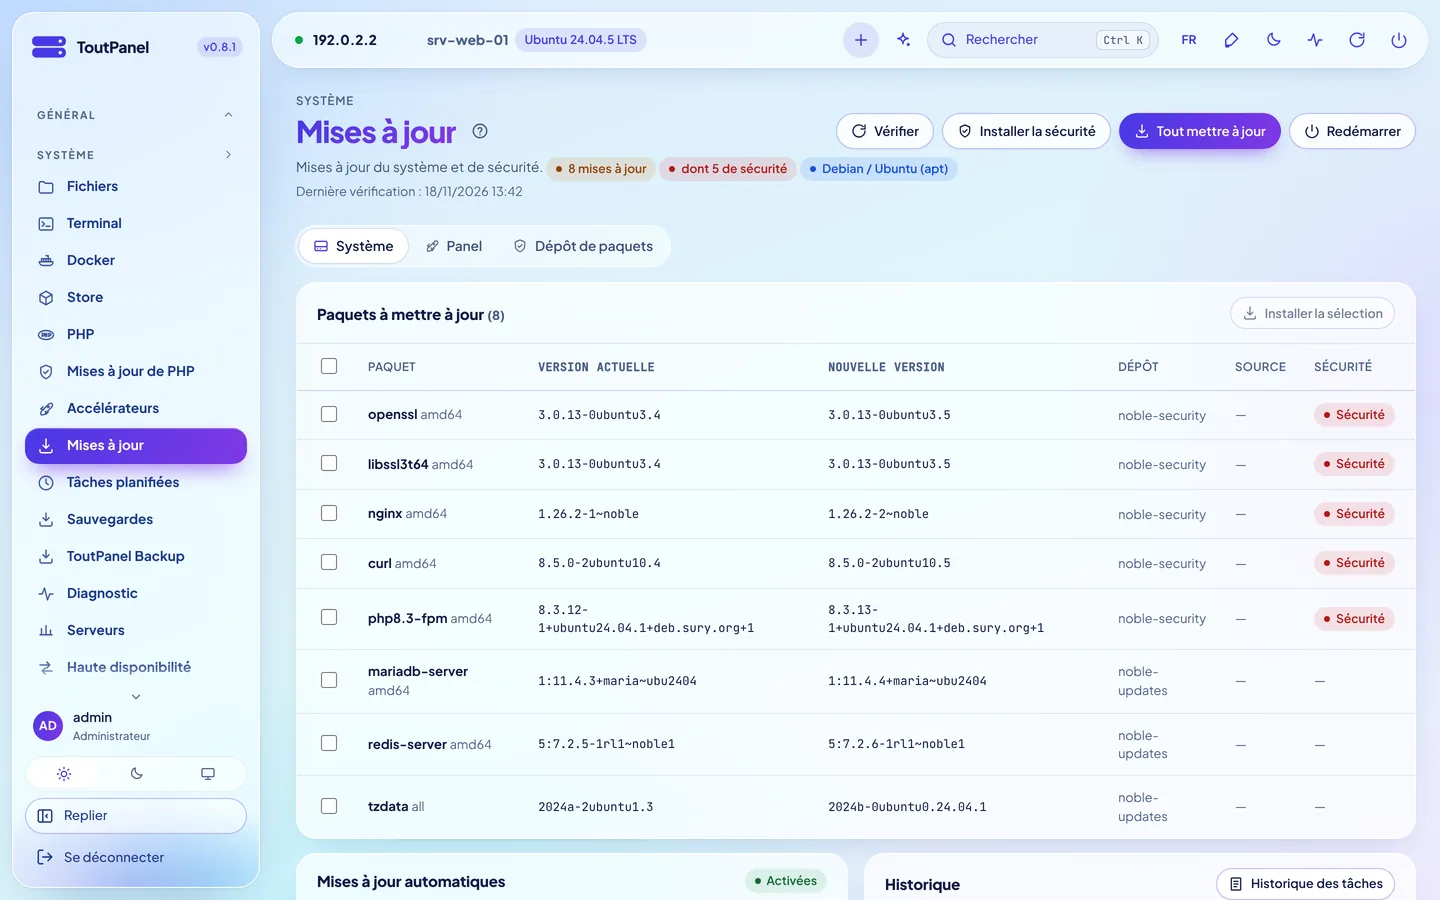 ToutPanel v0.8.1
GÉNÉRAL
SYSTÈME
Fichiers
Terminal
Docker
Store
PHP
Mises à jour de PHP
Accélérateurs
Mises à jour
Tâches planifiées
Sauvegardes
ToutPanel Backup
Diagnostic
Serveurs
Haute disponibilité
AD admin
Administrateur
Replier
Se déconnecter
192.0.2.2 srv-web-01 Ubuntu 24.04.5 LTS Rechercher Ctrl K FR
SYSTÈME
Mises à jour
Vérifier Installer la sécurité Tout mettre à jour Redémarrer
Mises à jour du système et de sécurité. 8 mises à jour dont 5 de sécurité Debian / Ubuntu (apt)
Dernière vérification : 18/11/2026 13:42
Système Panel Dépôt de paquets
Paquets à mettre à jour (8) Installer la sélection
PAQUET VERSION ACTUELLE NOUVELLE VERSION DÉPÔT SOURCE SÉCURITÉ
openssl amd64 3.0.13-0ubuntu3.4 3.0.13-0ubuntu3.5 noble-security — Sécurité
libssl3t64 amd64 3.0.13-0ubuntu3.4 3.0.13-0ubuntu3.5 noble-security — Sécurité
nginx amd64 1.26.2-1~noble 1.26.2-2~noble noble-security — Sécurité
curl amd64 8.5.0-2ubuntu10.4 8.5.0-2ubuntu10.5 noble-security — Sécurité
php8.3-fpm amd64 8.3.12-1+ubuntu24.04.1+deb.sury.org+1 8.3.13-1+ubuntu24.04.1+deb.sury.org+1 noble-security — Sécurité
mariadb-server amd64 1:11.4.3+maria~ubu2404 1:11.4.4+maria~ubu2404 noble-updates — —
redis-server amd64 5:7.2.5-1rl1~noble1 5:7.2.6-1rl1~noble1 noble-updates — —
tzdata all 2024a-2ubuntu1.3 2024b-0ubuntu0.24.04.1 noble-updates — —
Mises à jour automatiques Activées
Historique Historique des tâches